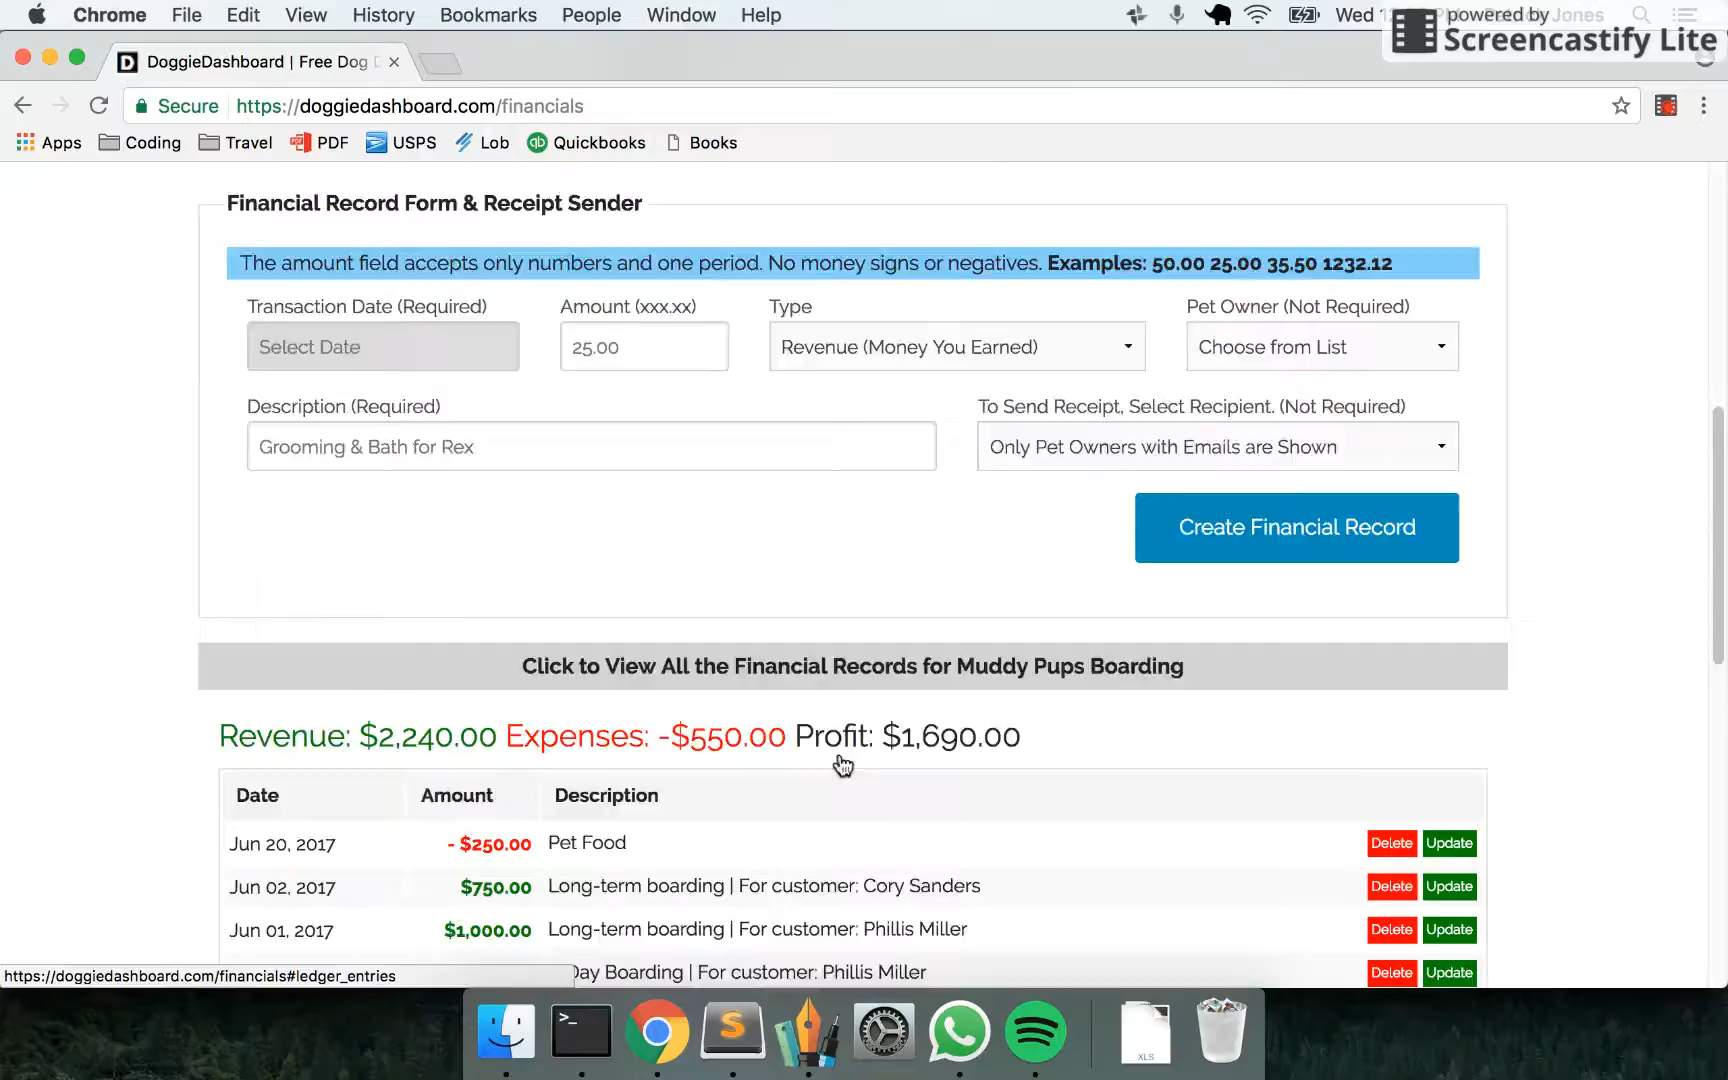 Chrome File Edit View History Bookmarks People Window Help
Wed
Jones
powered by
Screencastify Lite
DoggieDashboard | Free Dog
Secure https://doggiedashboard.com/financials
Apps Coding Travel PDF USPS Lob Quickbooks Books
Financial Record Form & Receipt Sender
The amount field accepts only numbers and one period. No money signs or negatives. Examples: 50.00 25.00 35.50 1232.12
Transaction Date (Required) Amount (xxx.xx) Type Pet Owner (Not Required)
Select Date 25.00 Revenue (Money You Earned) Choose from List
Description (Required) To Send Receipt, Select Recipient. (Not Required)
Grooming & Bath for Rex Only Pet Owners with Emails are Shown
Create Financial Record
Click to View All the Financial Records for Muddy Pups Boarding
Revenue: $2,240.00 Expenses: -$550.00 Profit: $1,690.00
Date Amount Description
Jun 20, 2017 - $250.00 Pet Food Delete Update
Jun 02, 2017 $750.00 Long-term boarding | For customer: Cory Sanders Delete Update
Jun 01, 2017 $1,000.00 Long-term boarding | For customer: Phillis Miller Delete Update
Day Boarding | For customer: Phillis Miller Delete Update
https://doggiedashboard.com/financials#ledger_entries
XLS